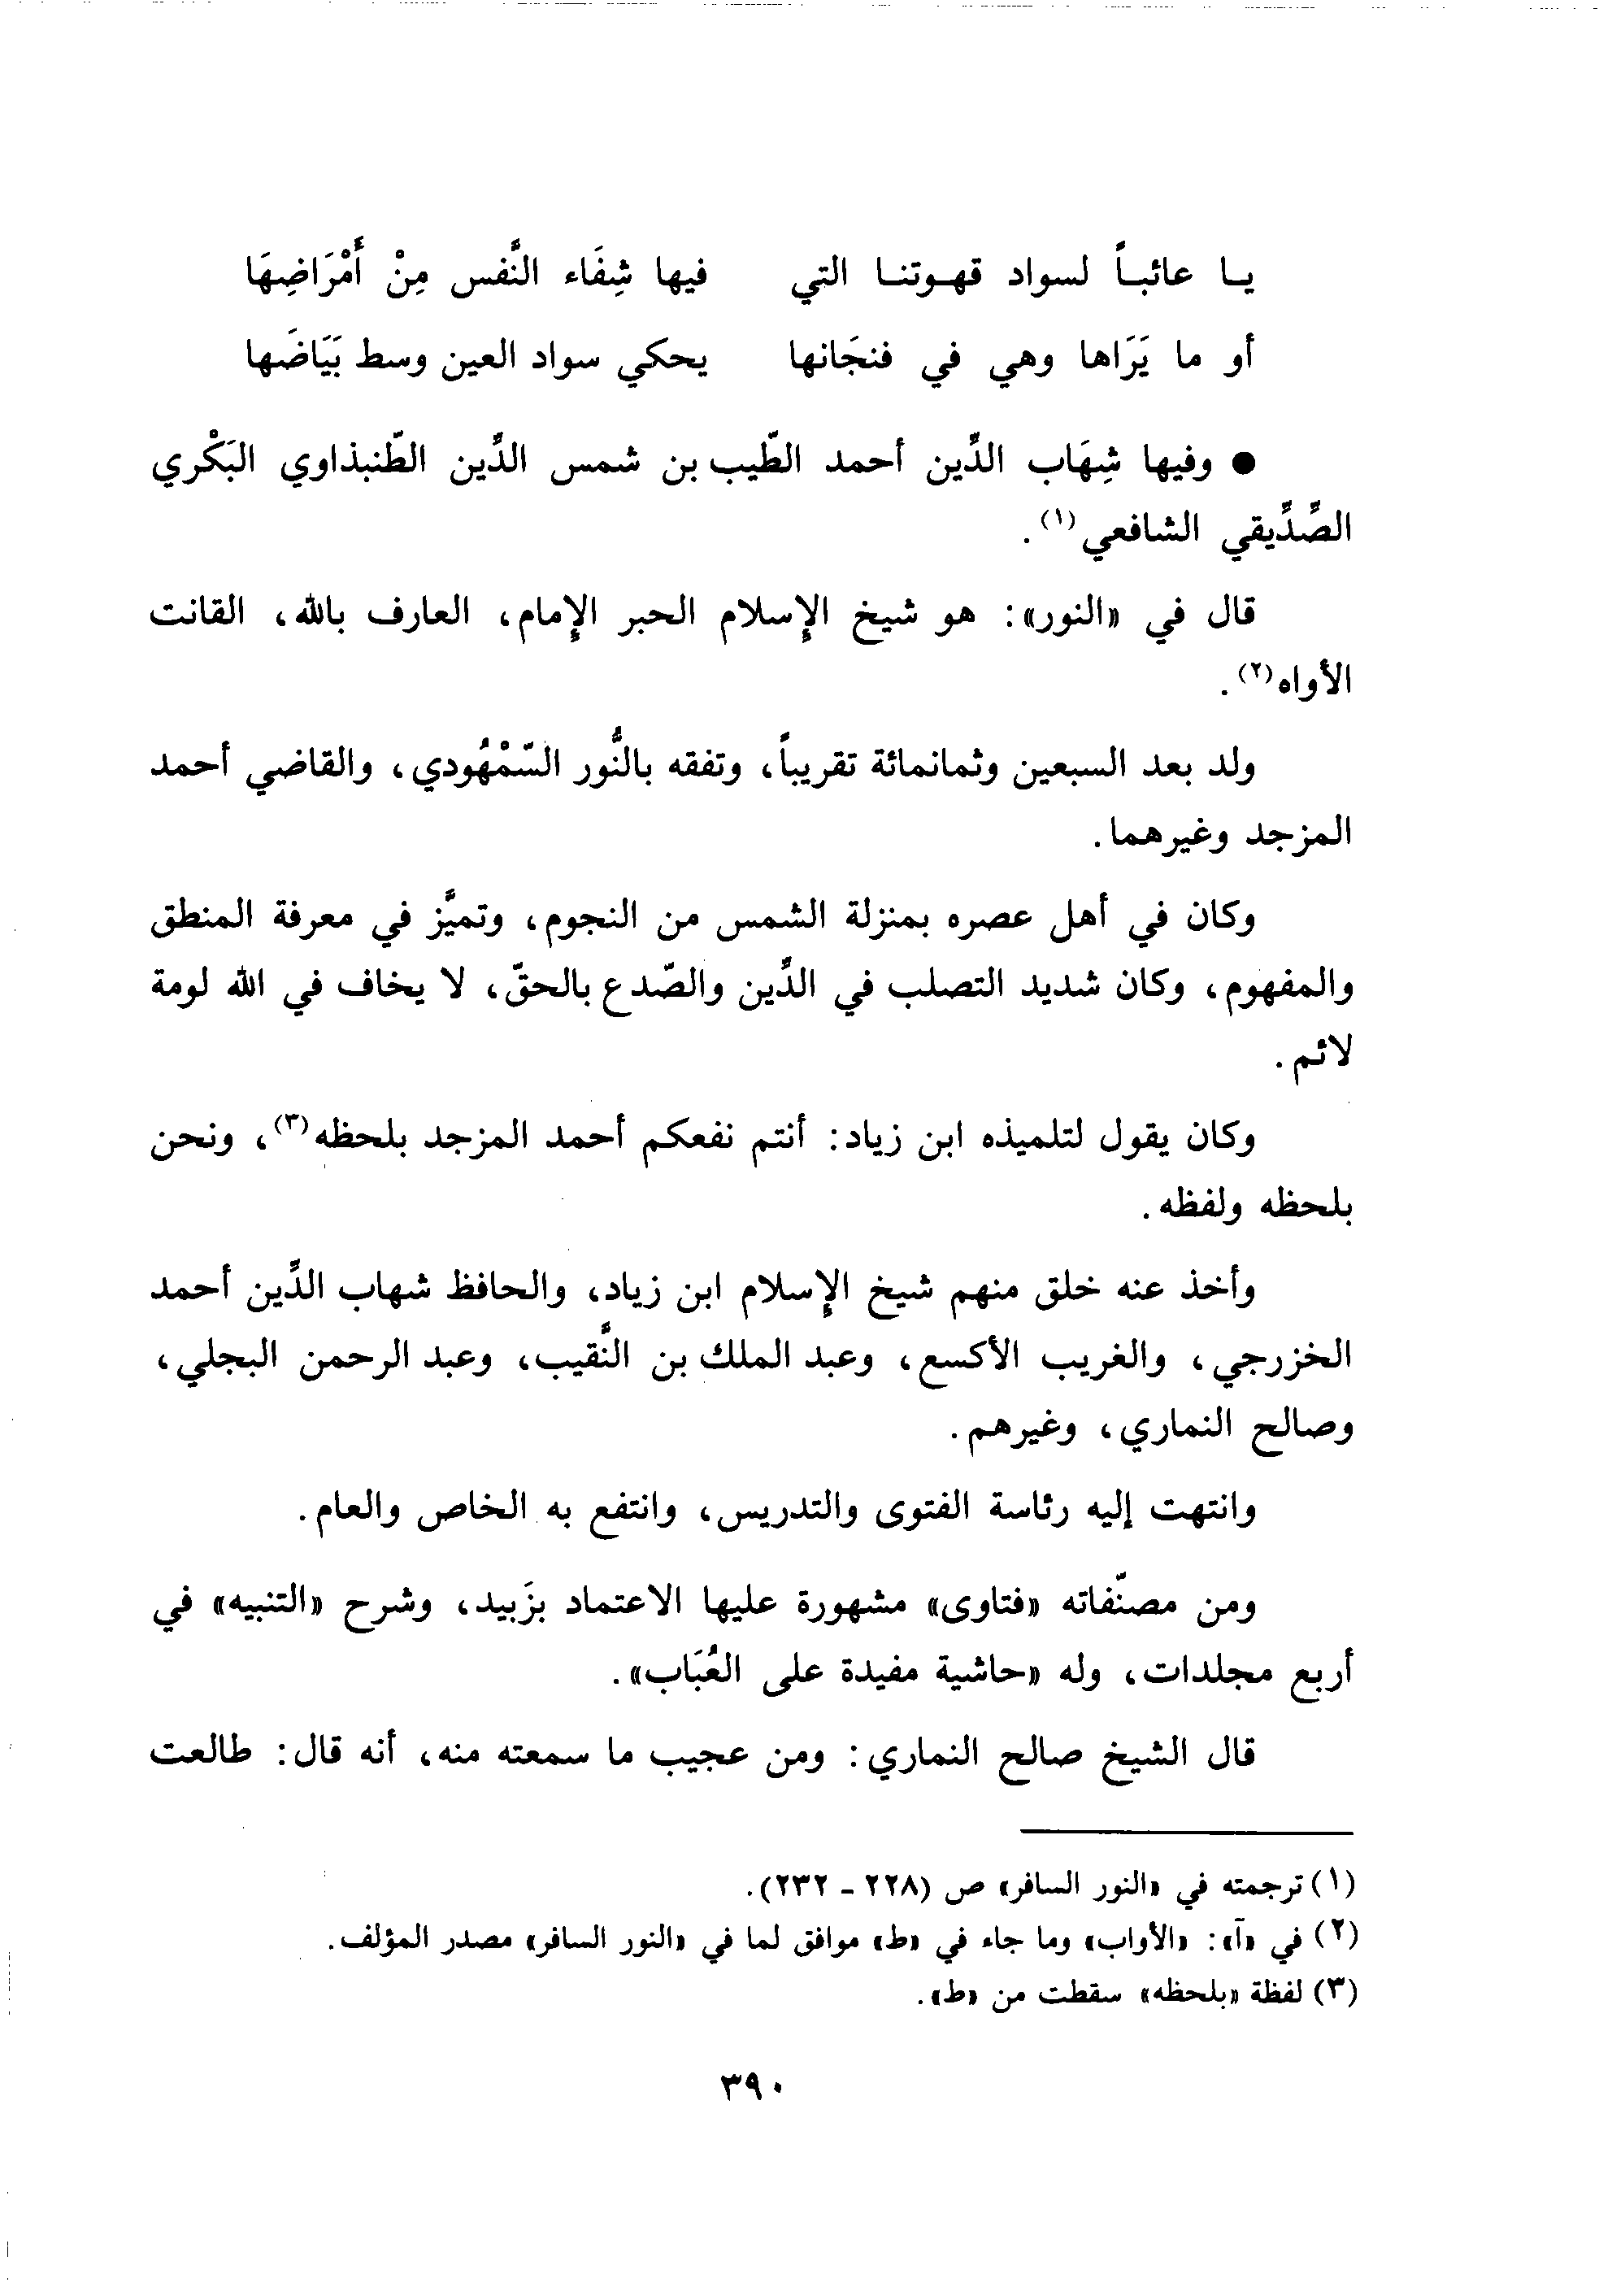 يا عائباً لسواد قهوتنا التي فيها شِفَاء النَّفس مِنْ أَمْرَاضِهَا
أو ما يَرَاها وهي في فنجَانها يحكي سواد العين وسط بَيَاضَها
● وفيها شِهَاب الدِّين أحمد الطّيب بن شمس الدِّين الطّنبذاوي البَكْري
الصِّدِّيقي الشافعي (١).
قال في «النور»: هو شيخ الإسلام الحبر الإمام، العارف بالله، القانت
الأواه (٢).
ولد بعد السبعين وثمانمائة تقريباً، وتفقه بالنُّور السّمْهُودي، والقاضي أحمد
المزجد وغيرهما.
وكان في أهل عصره بمنزلة الشمس من النجوم، وتميَّز في معرفة المنطق
والمفهوم، وكان شديد التصلب في الدِّين والصّدع بالحقّ، لا يخاف في الله لومة
لائم.
وكان يقول لتلميذه ابن زياد: أنتم نفعكم أحمد المزجد بلحظه (٣)، ونحن
بلحظه ولفظه.
وأخذ عنه خلق منهم شيخ الإسلام ابن زياد، والحافظ شهاب الدِّين أحمد
الخزرجي، والغريب الأكسع، وعبد الملك بن النَّقيب، وعبد الرحمن البجلي،
وصالح النماري، وغيرهم.
وانتهت إليه رئاسة الفتوى والتدريس، وانتفع به الخاص والعام.
ومن مصنّفاته «فتاوى» مشهورة عليها الاعتماد بزَبيد، وشرح «التنبيه» في
أربع مجلدات، وله «حاشية مفيدة على العُبَاب».
قال الشيخ صالح النماري: ومن عجيب ما سمعته منه، أنه قال: طالعت
(١) ترجمته في «النور السافر» ص (٢٢٨ - ٢٣٢).
(٢) في «آ»: «الأواب» وما جاء في «ط» موافق لما في «النور السافر» مصدر المؤلف.
(٣) لفظة «بلحظه» سقطت من «ط».
٣٩٠